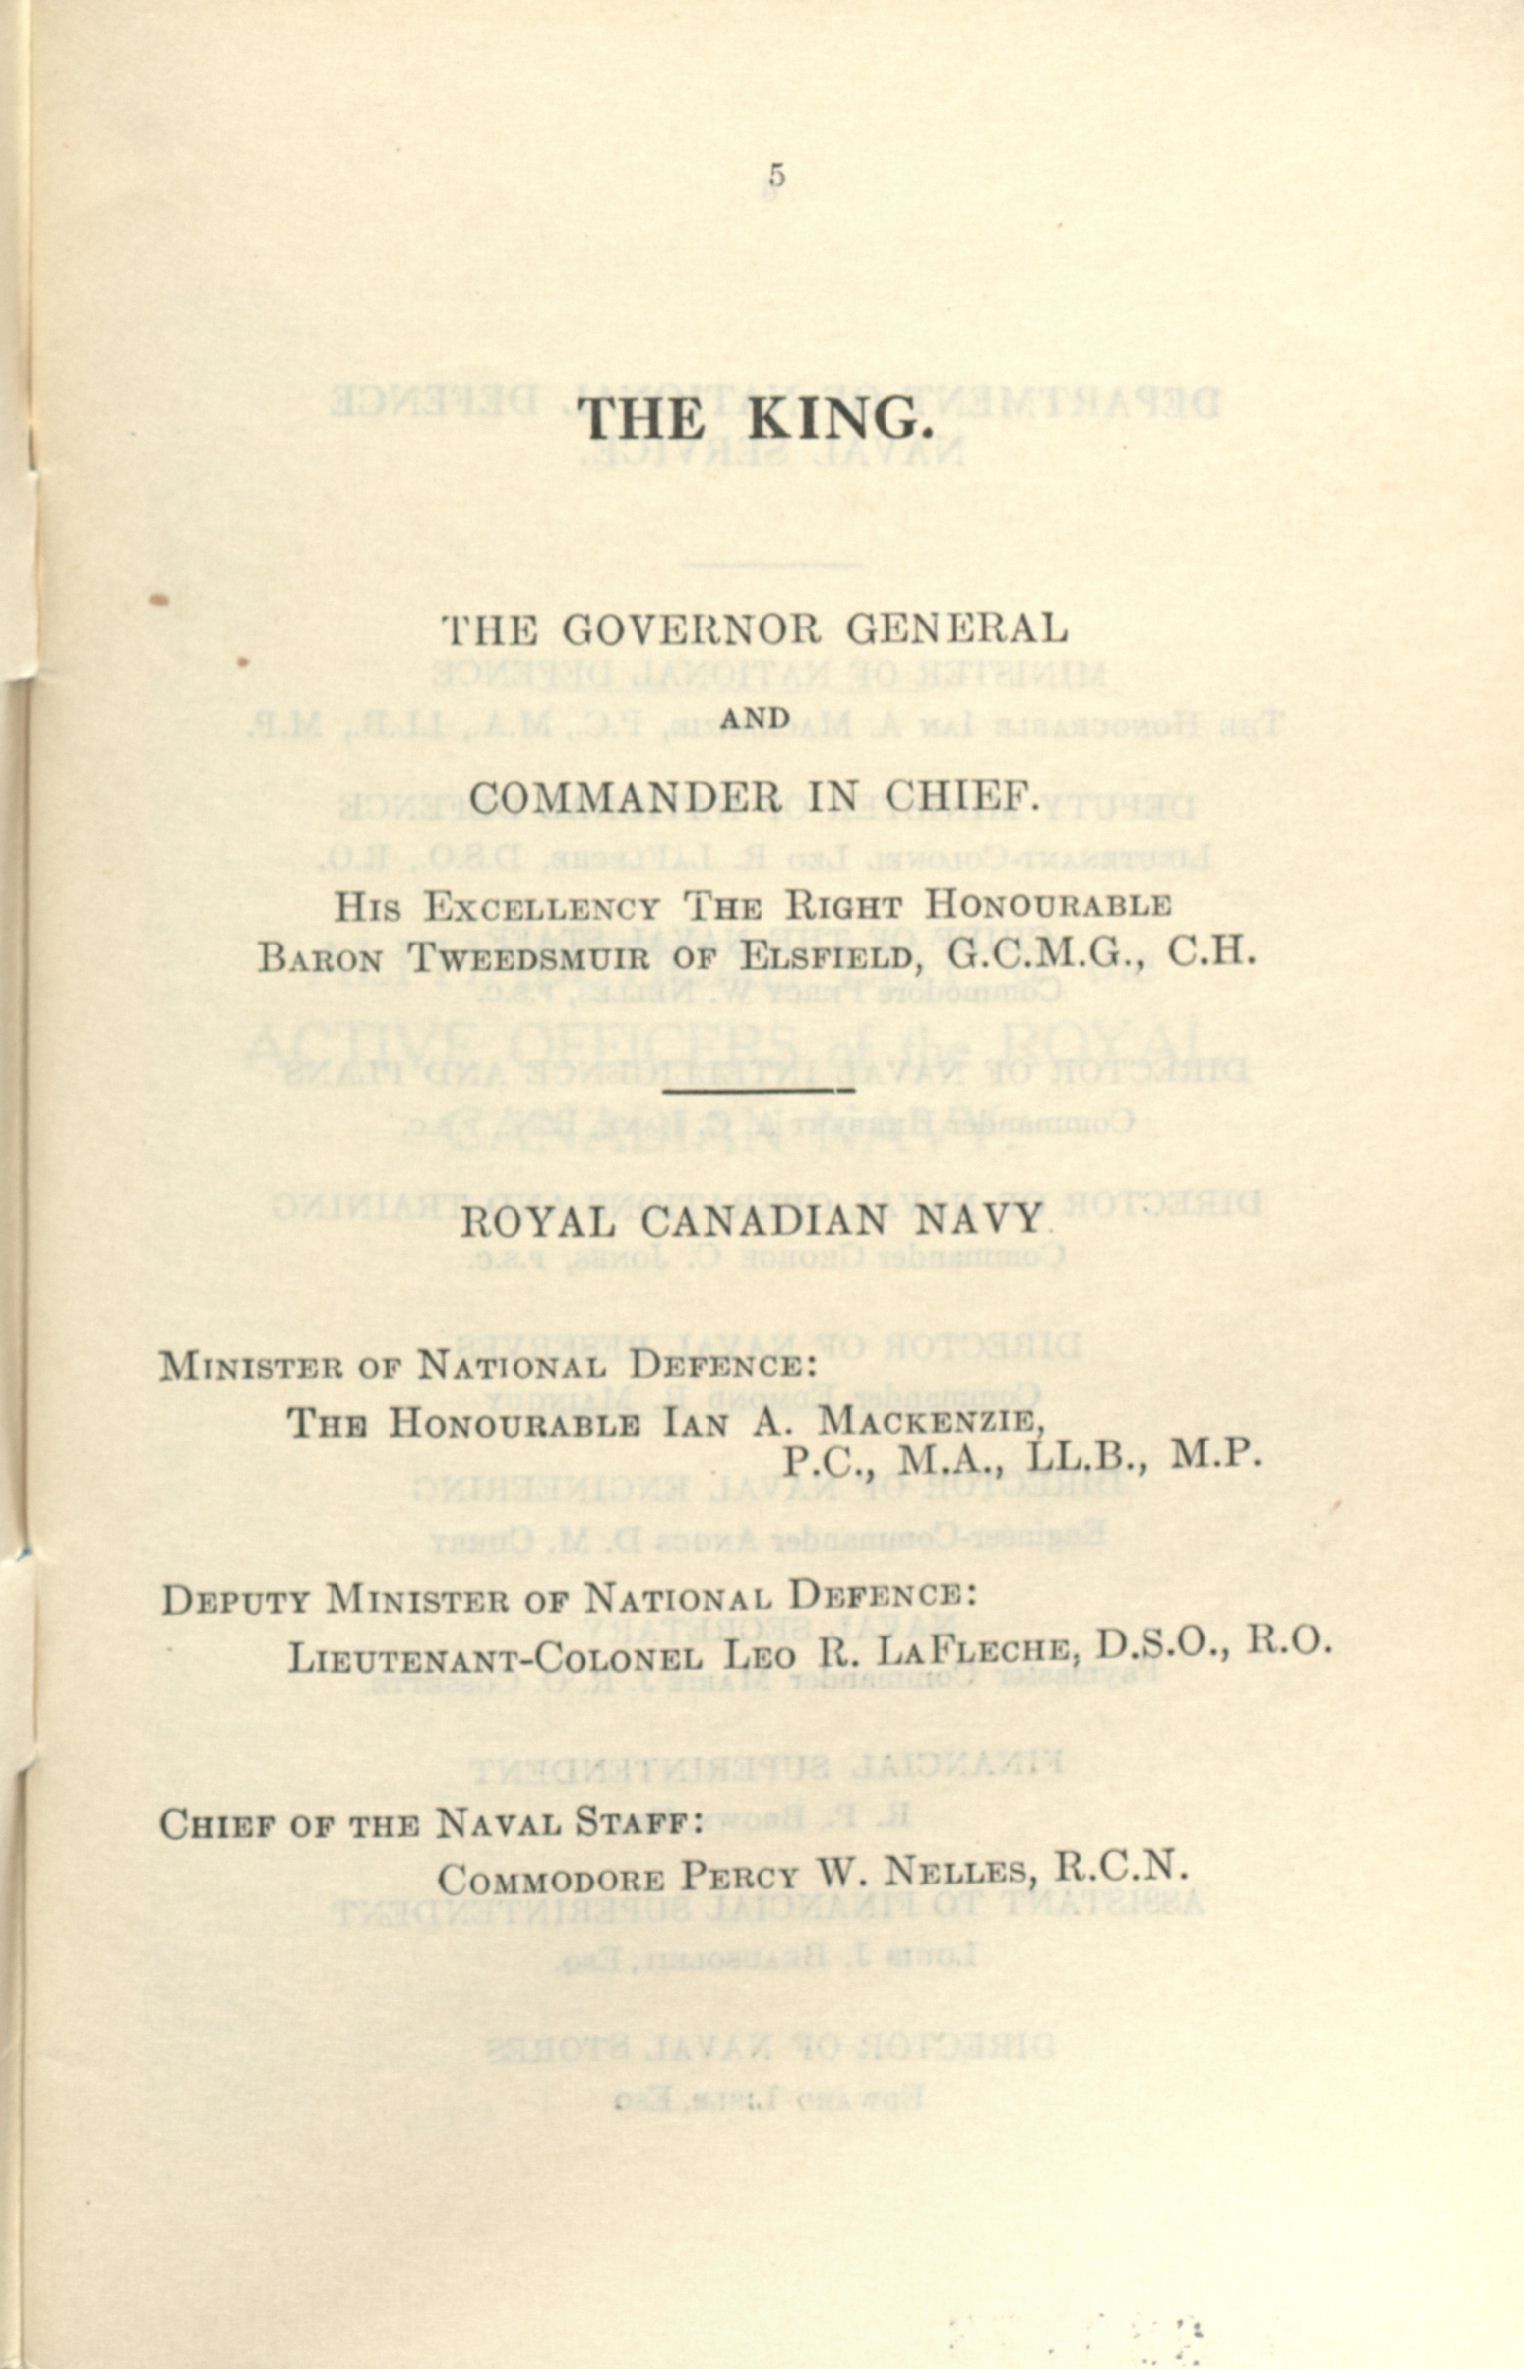 5
THE KING.
THE GOVERNOR GENERAL
AND
COMMANDER IN CHIEF.
His Excellency The Right Honourable
Baron Tweedsmuir of Elsfield, G.C.M.G., C.H.
ROYAL CANADIAN NAVY
Minister of National Defence:
The Honourable Ian A. Mackenzie,
P.C., M.A., LL.B., M.P.
Deputy Minister of National Defence:
Lieutenant-Colonel Leo R. LaFleche, D.S.O., R.O.
Chief of the Naval Staff:
Commodore Percy W. Nelles, R.C.N.